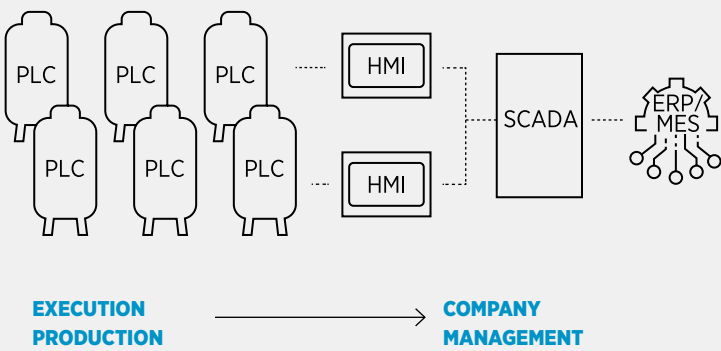 PLC
PLC
PLC
HMI
PLC
PLC
PLC
HMI
SCADA
ERP/
MES
EXECUTION
PRODUCTION
COMPANY
MANAGEMENT